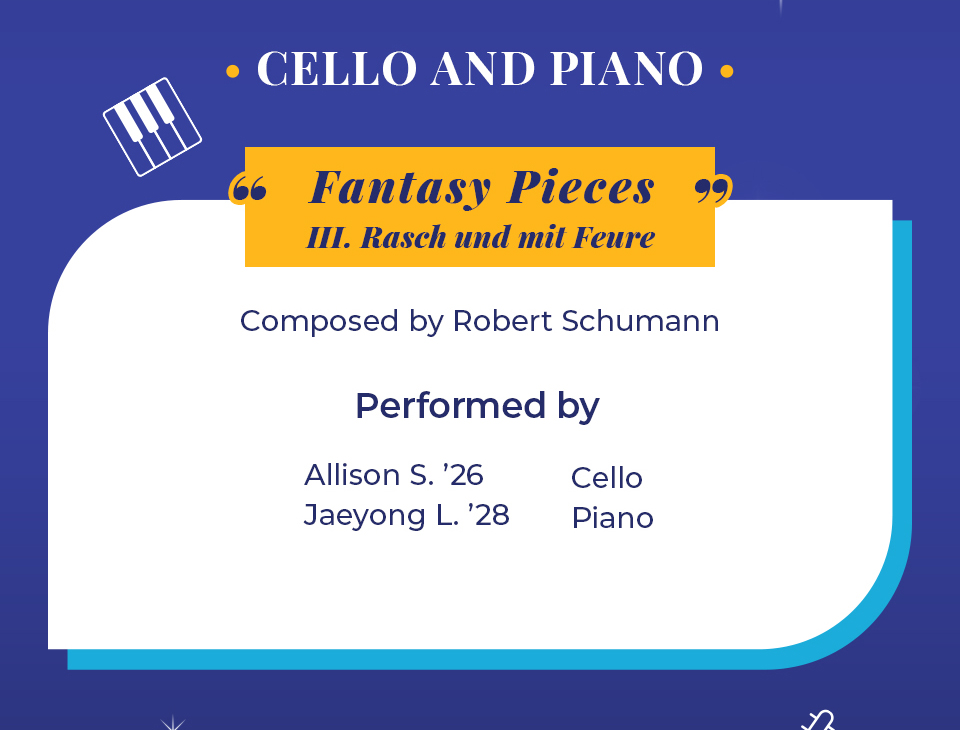 • CELLO AND PIANO •
“ Fantasy Pieces ”
III. Rasch und mit Feure
Composed by Robert Schumann
Performed by
Allison S. ’26 Cello
Jaeyong L. ’28 Piano